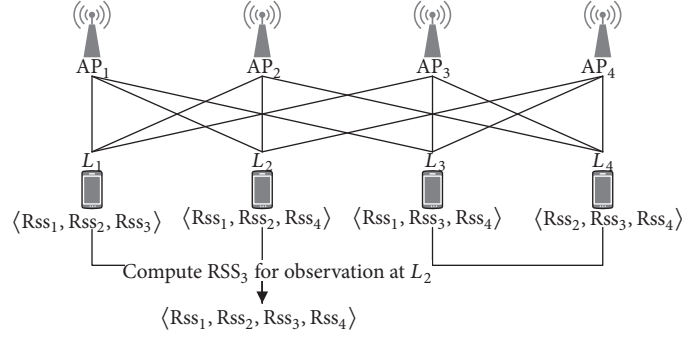 AP₁ AP₂ AP₃ AP₄
L₁ L₂ L₃ L₄
⟨Rss₁, Rss₂, Rss₃⟩ ⟨Rss₁, Rss₂, Rss₄⟩ ⟨Rss₁, Rss₃, Rss₄⟩ ⟨Rss₂, Rss₃, Rss₄⟩
Compute RSS₃ for observation at L₂
⟨Rss₁, Rss₂, Rss₃, Rss₄⟩